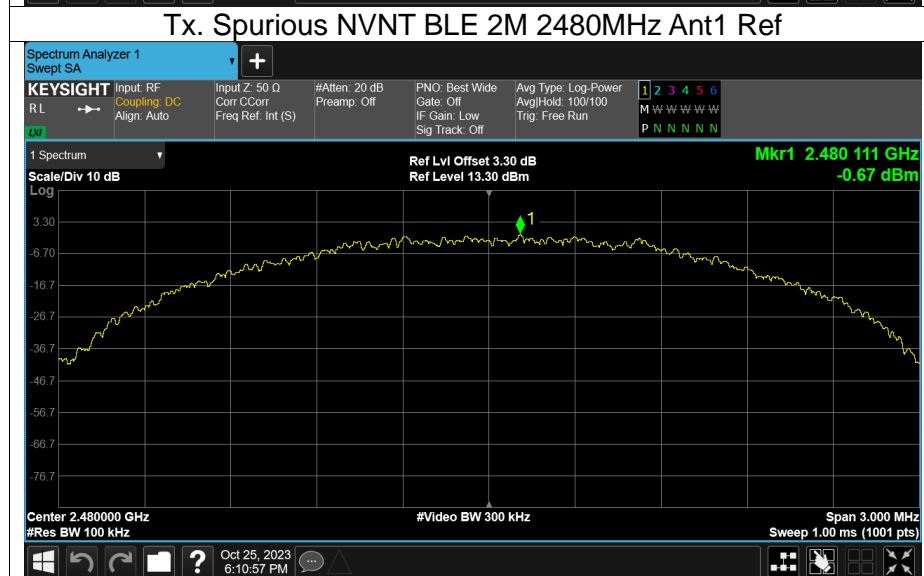 Tx. Spurious NVNT BLE 2M 2480MHz Ant1 Ref
Spectrum Analyzer 1
Swept SA
+
KEYSIGHT
R L
LXI
Input: RF
Coupling: DC
Align: Auto
Input Z: 50 Ω
Corr CCorr
Freq Ref: Int (S)
#Atten: 20 dB
Preamp: Off
PNO: Best Wide
Gate: Off
IF Gain: Low
Sig Track: Off
Avg Type: Log-Power
Avg|Hold: 100/100
Trig: Free Run
1 2 3 4 5 6
M W W W W W
P N N N N N
1 Spectrum
Scale/Div 10 dB
Ref Lvl Offset 3.30 dB
Ref Level 13.30 dBm
Mkr1 2.480 111 GHz
-0.67 dBm
Log
1
3.30
-6.70
-16.7
-26.7
-36.7
-46.7
-56.7
-66.7
-76.7
Center 2.480000 GHz
#Res BW 100 kHz
#Video BW 300 kHz
Span 3.000 MHz
Sweep 1.00 ms (1001 pts)
?
Oct 25, 2023
6:10:57 PM